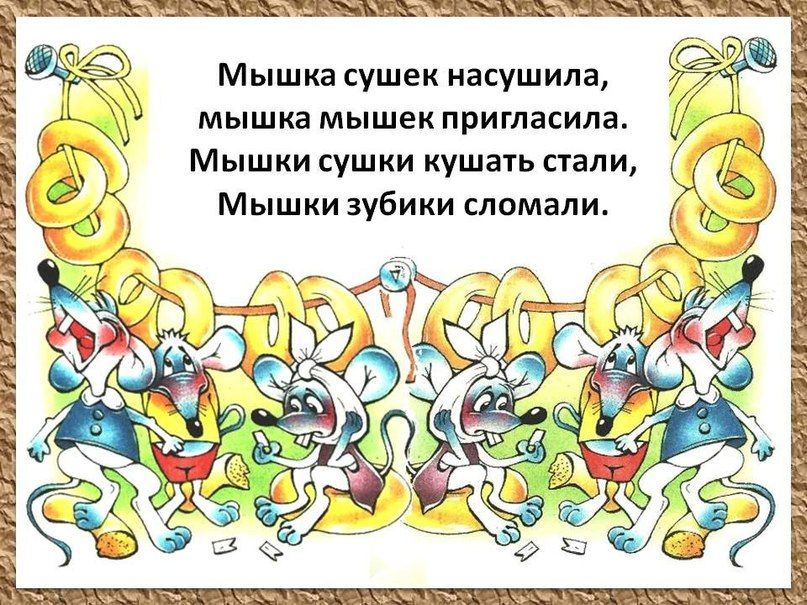 Мышка сушек насушила,
мышка мышек пригласила.
Мышки сушки кушать стали,
Мышки зубики сломали.